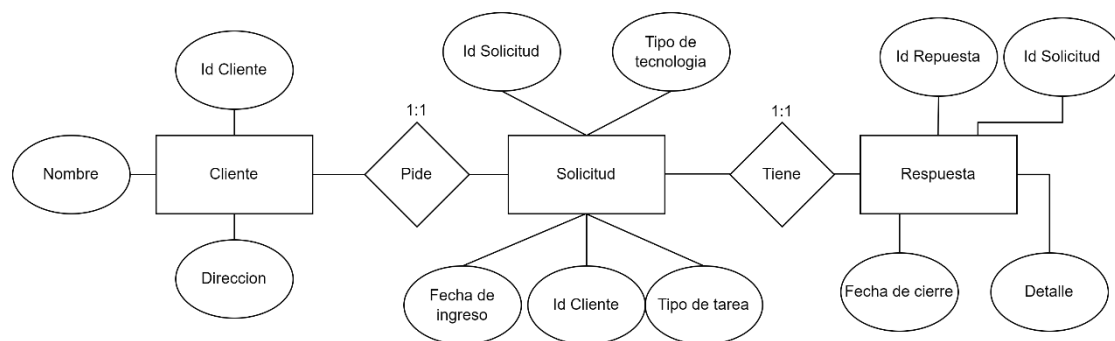 Id Cliente
Id Solicitud
Tipo de
tecnologia
Id Repuesta
Id Solicitud
1:1
1:1
Nombre
Cliente
Pide
Solicitud
Tiene
Respuesta
Direccion
Fecha de
ingreso
Id Cliente
Tipo de tarea
Fecha de cierre
Detalle